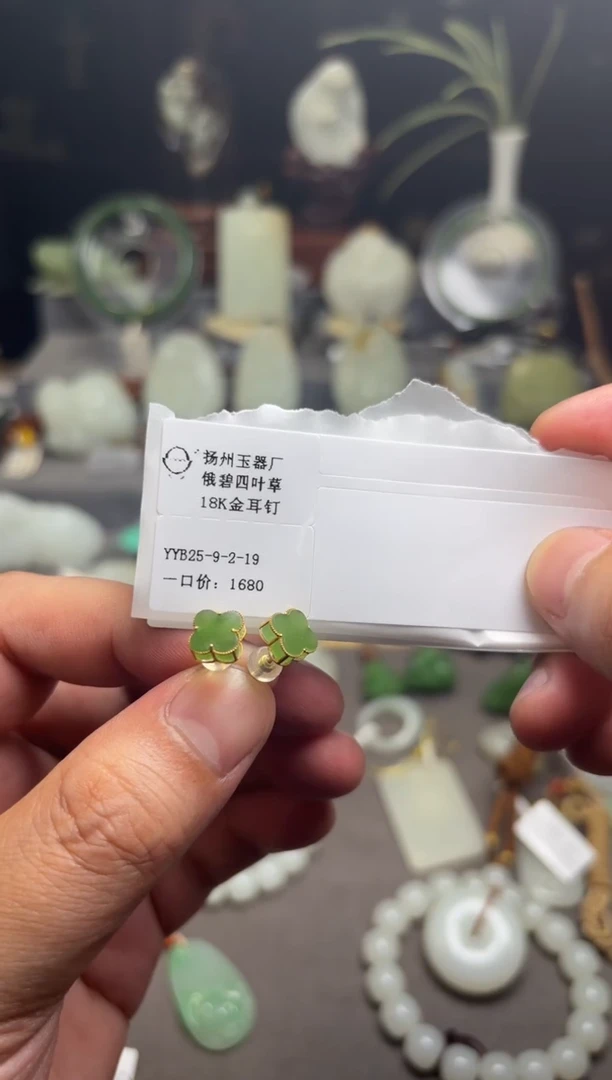 扬州玉器厂
俄碧四叶草
18K金耳钉
YYB25-9-2-19
一口价：1680